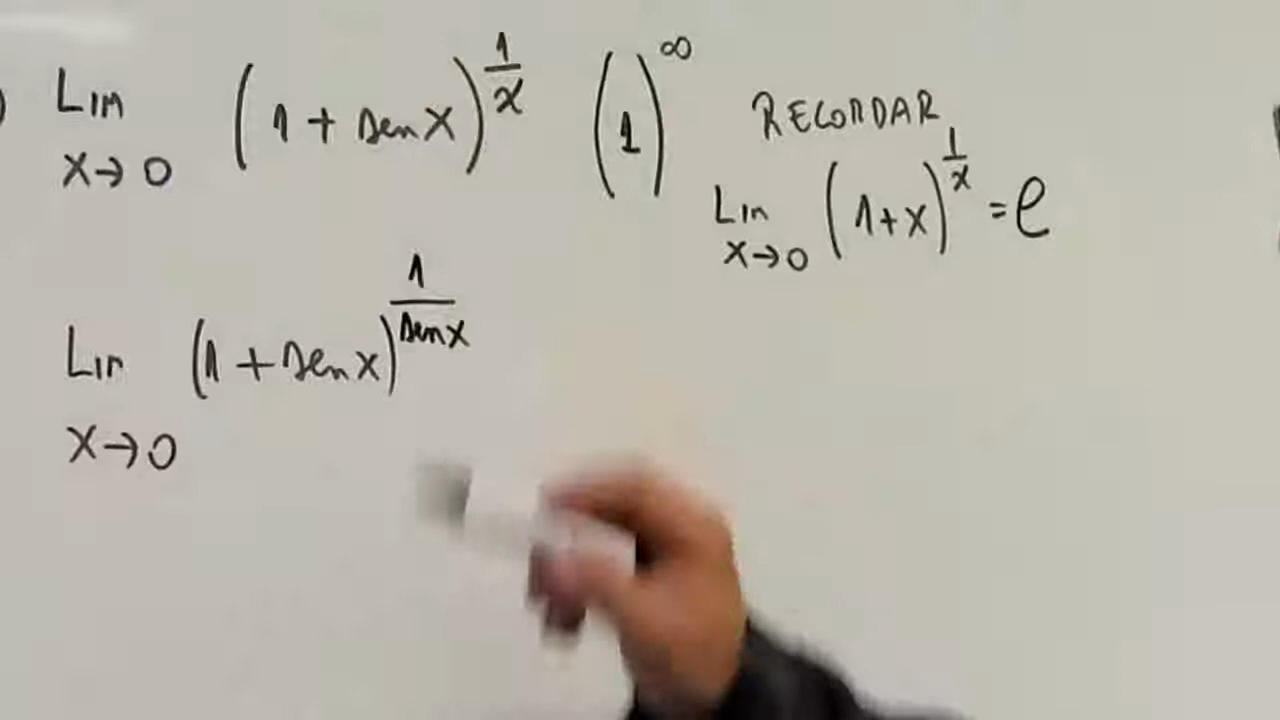 ) Lim x→0 (1 + sen x)^(1/x) (1)^∞
RECORDAR
Lim x→0 (1+x)^(1/x) = e
Lim x→0 (1 + sen x)^(1/sen x)